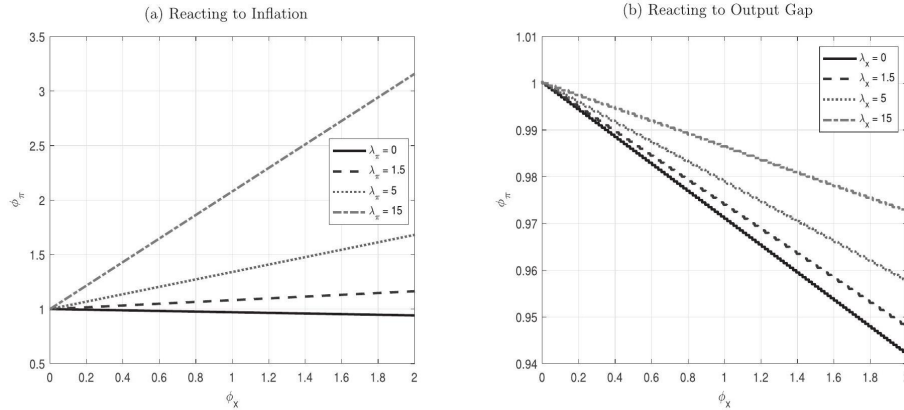 (a) Reacting to Inflation
3.5
3
2.5
2
1.5
1
0.5
0 0.2 0.4 0.6 0.8 1 1.2 1.4 1.6 1.8 2
ϕπ
ϕx
λπ = 0
λπ = 1.5
λπ = 5
λπ = 15
(b) Reacting to Output Gap
1.01
1
0.99
0.98
0.97
0.96
0.95
0.94
0 0.2 0.4 0.6 0.8 1 1.2 1.4 1.6 1.8 2
ϕπ
ϕx
λx = 0
λx = 1.5
λx = 5
λx = 15